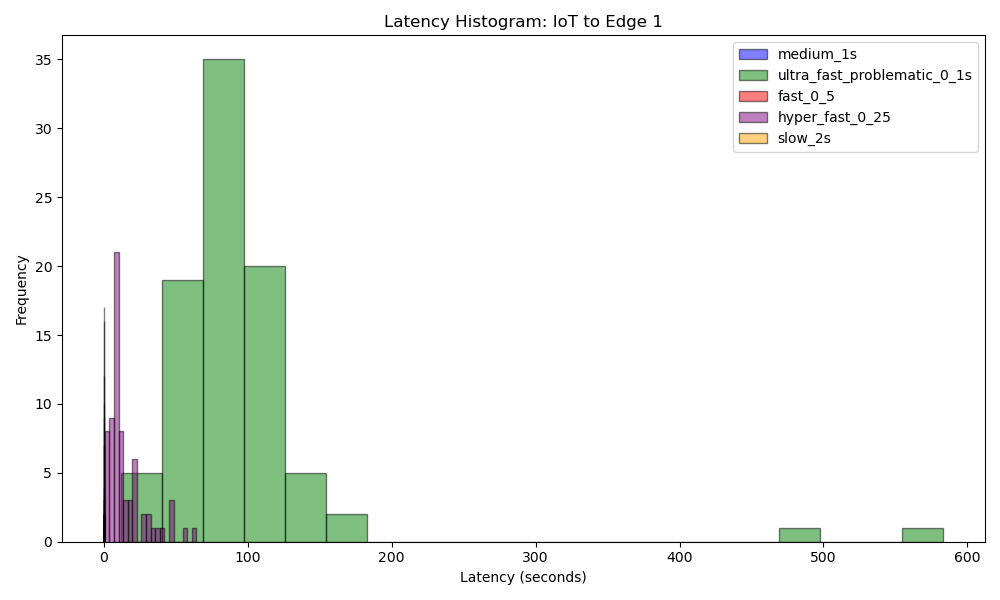 Latency Histogram: IoT to Edge 1
medium_1s
ultra_fast_problematic_0_1s
fast_0_5
hyper_fast_0_25
slow_2s
Frequency
35
30
25
20
15
10
5
0
0 100 200 300 400 500 600
Latency (seconds)